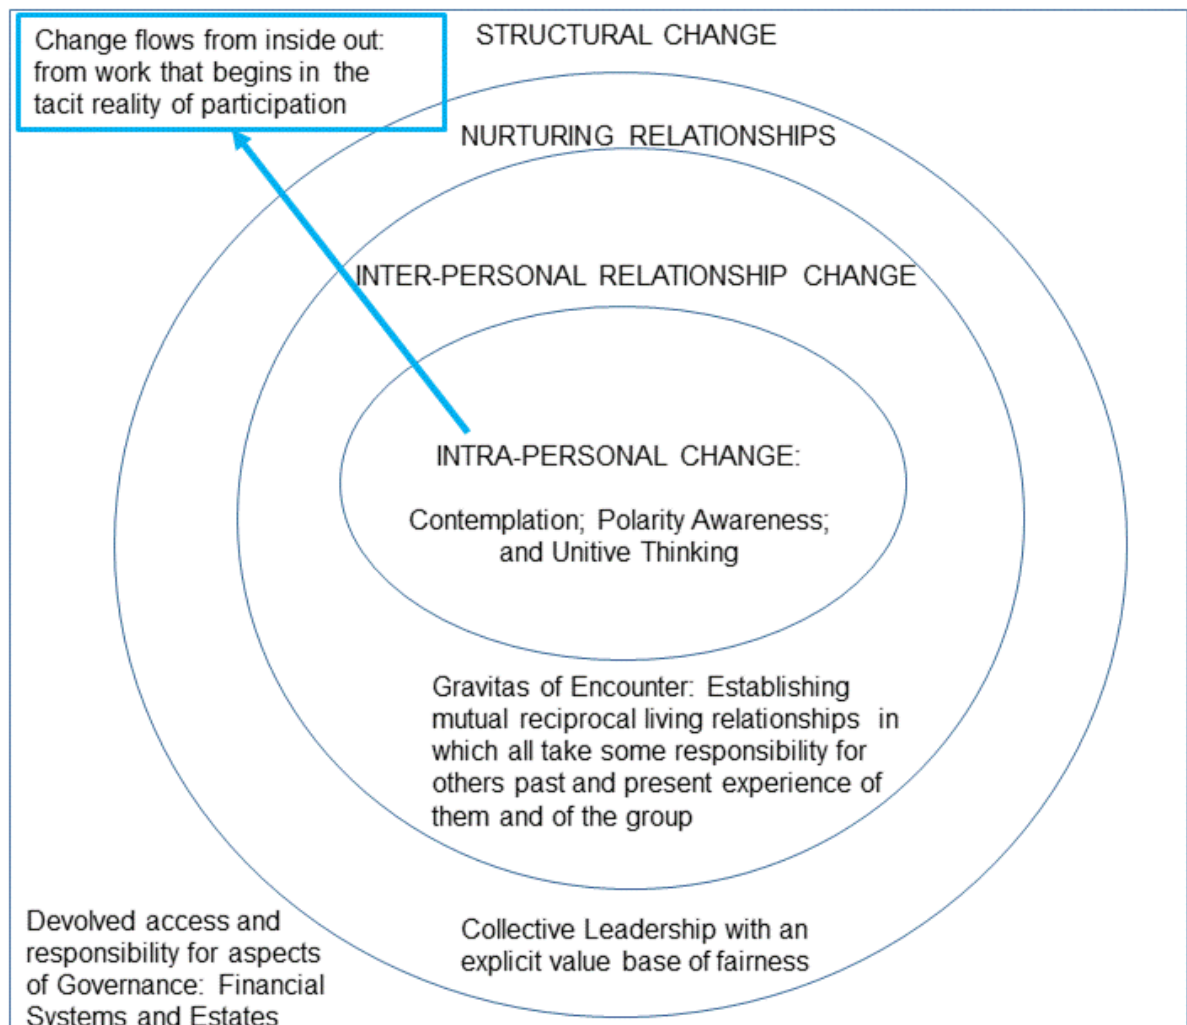 Change flows from inside out:
from work that begins in the
tacit reality of participation
STRUCTURAL CHANGE
NURTURING RELATIONSHIPS
INTER-PERSONAL RELATIONSHIP CHANGE
INTRA-PERSONAL CHANGE:
Contemplation; Polarity Awareness;
and Unitive Thinking
Gravitas of Encounter: Establishing
mutual reciprocal living relationships in
which all take some responsibility for
others past and present experience of
them and of the group
Collective Leadership with an
explicit value base of fairness
Devolved access and
responsibility for aspects
of Governance: Financial
Systems and Estates